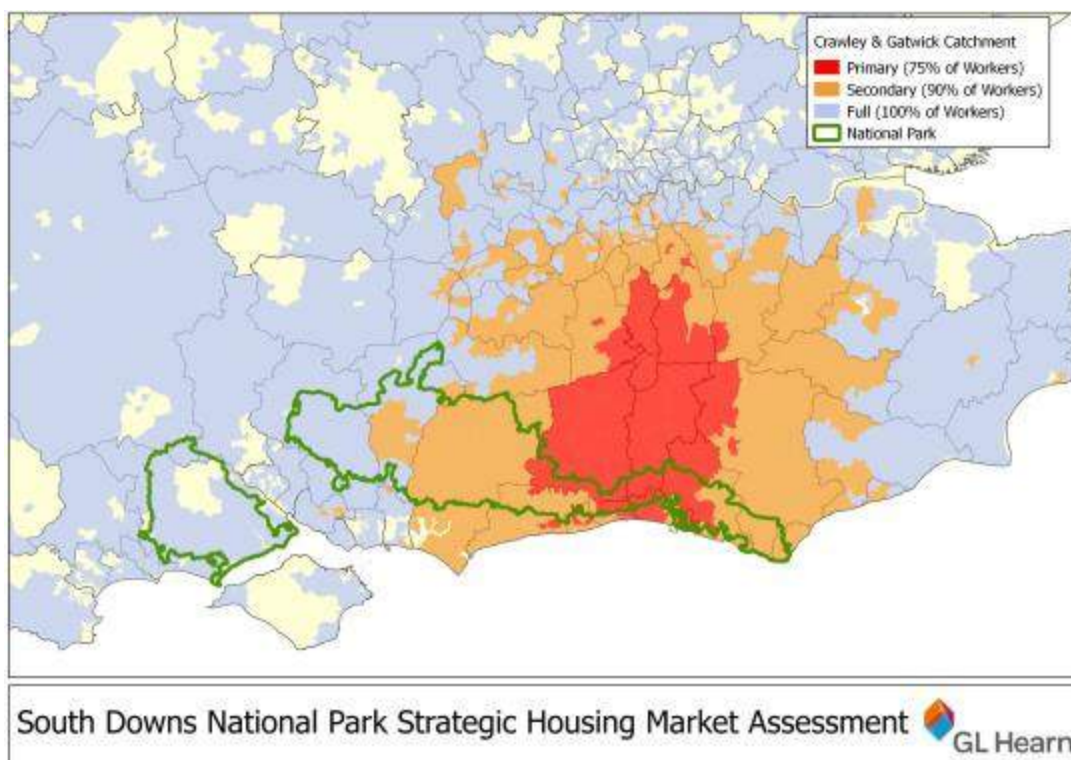 Crawley & Gatwick Catchment
Primary (75% of Workers)
Secondary (90% of Workers)
Full (100% of Workers)
National Park
South Downs National Park Strategic Housing Market Assessment
GL Hearn